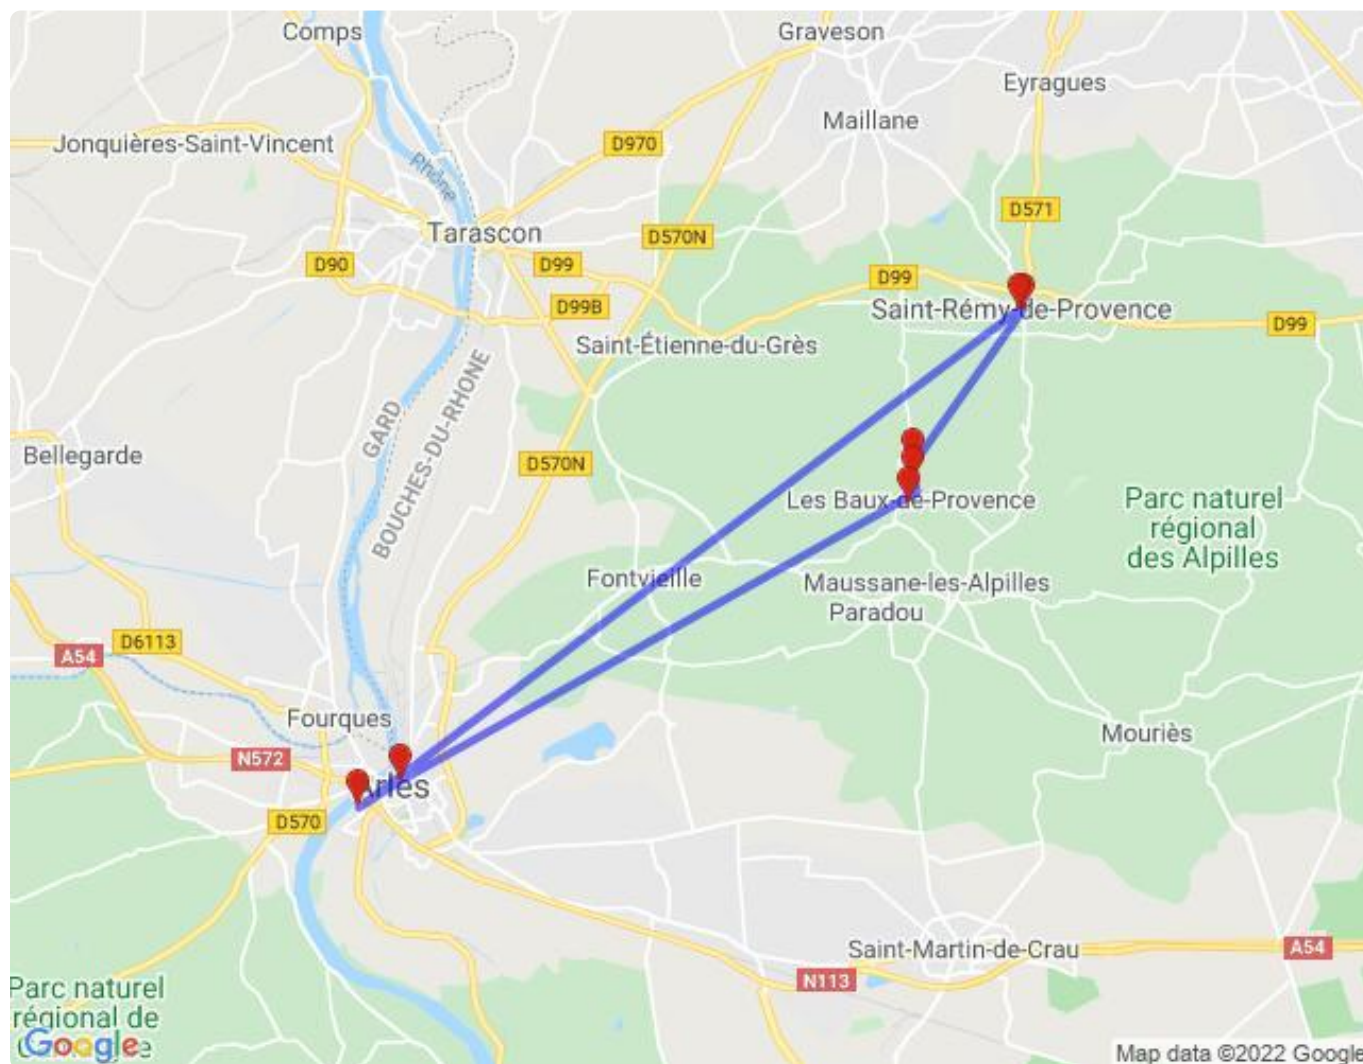 Comps
Graveson
Eyragues
Maillane
Jonquières-Saint-Vincent
D970
Rhône
D571
Tarascon
D570N
D90
D99
D99
D99B
Saint-Rémy-de-Provence
D99
Saint-Étienne-du-Grès
GARD
BOUCHES-DU-RHONE
Bellegarde
D570N
Les Baux-de-Provence
Parc naturel
régional
des Alpilles
Fontvieille
Maussane-les-Alpilles
Paradou
D6113
A54
Fourques
Mouriès
N572
Arles
D570
Saint-Martin-de-Crau
A54
N113
Parc naturel
régional de
Google
Map data ©2022 Google